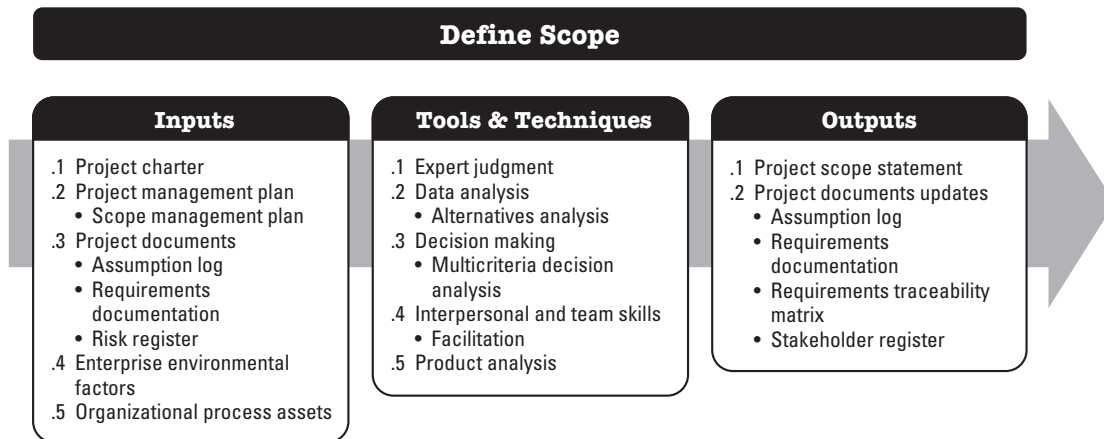 Define Scope
Inputs
.1 Project charter
.2 Project management plan
• Scope management plan
.3 Project documents
• Assumption log
• Requirements
documentation
• Risk register
.4 Enterprise environmental
factors
.5 Organizational process assets
Tools & Techniques
.1 Expert judgment
.2 Data analysis
• Alternatives analysis
.3 Decision making
• Multicriteria decision
analysis
.4 Interpersonal and team skills
• Facilitation
.5 Product analysis
Outputs
.1 Project scope statement
.2 Project documents updates
• Assumption log
• Requirements
documentation
• Requirements traceability
matrix
• Stakeholder register